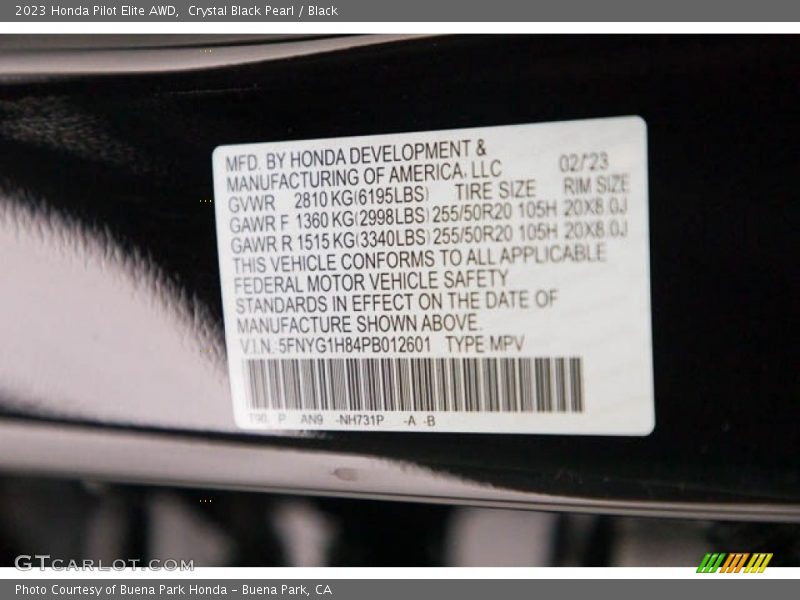 2023 Honda Pilot Elite AWD, Crystal Black Pearl / Black
MFD. BY HONDA DEVELOPMENT &
MANUFACTURING OF AMERICA, LLC 02/'23
GVWR 2810 KG(6195LBS) TIRE SIZE RIM SIZE
GAWR F 1360 KG(2998LBS) 255/50R20 105H 20X8.0J
GAWR R 1515 KG(3340LBS) 255/50R20 105H 20X8.0J
THIS VEHICLE CONFORMS TO ALL APPLICABLE
FEDERAL MOTOR VEHICLE SAFETY
STANDARDS IN EFFECT ON THE DATE OF
MANUFACTURE SHOWN ABOVE.
V.I.N.:5FNYG1H84PB012601 TYPE MPV
P AN9 -NH731P -A -B
GTCARLOT.COM
Photo Courtesy of Buena Park Honda - Buena Park, CA